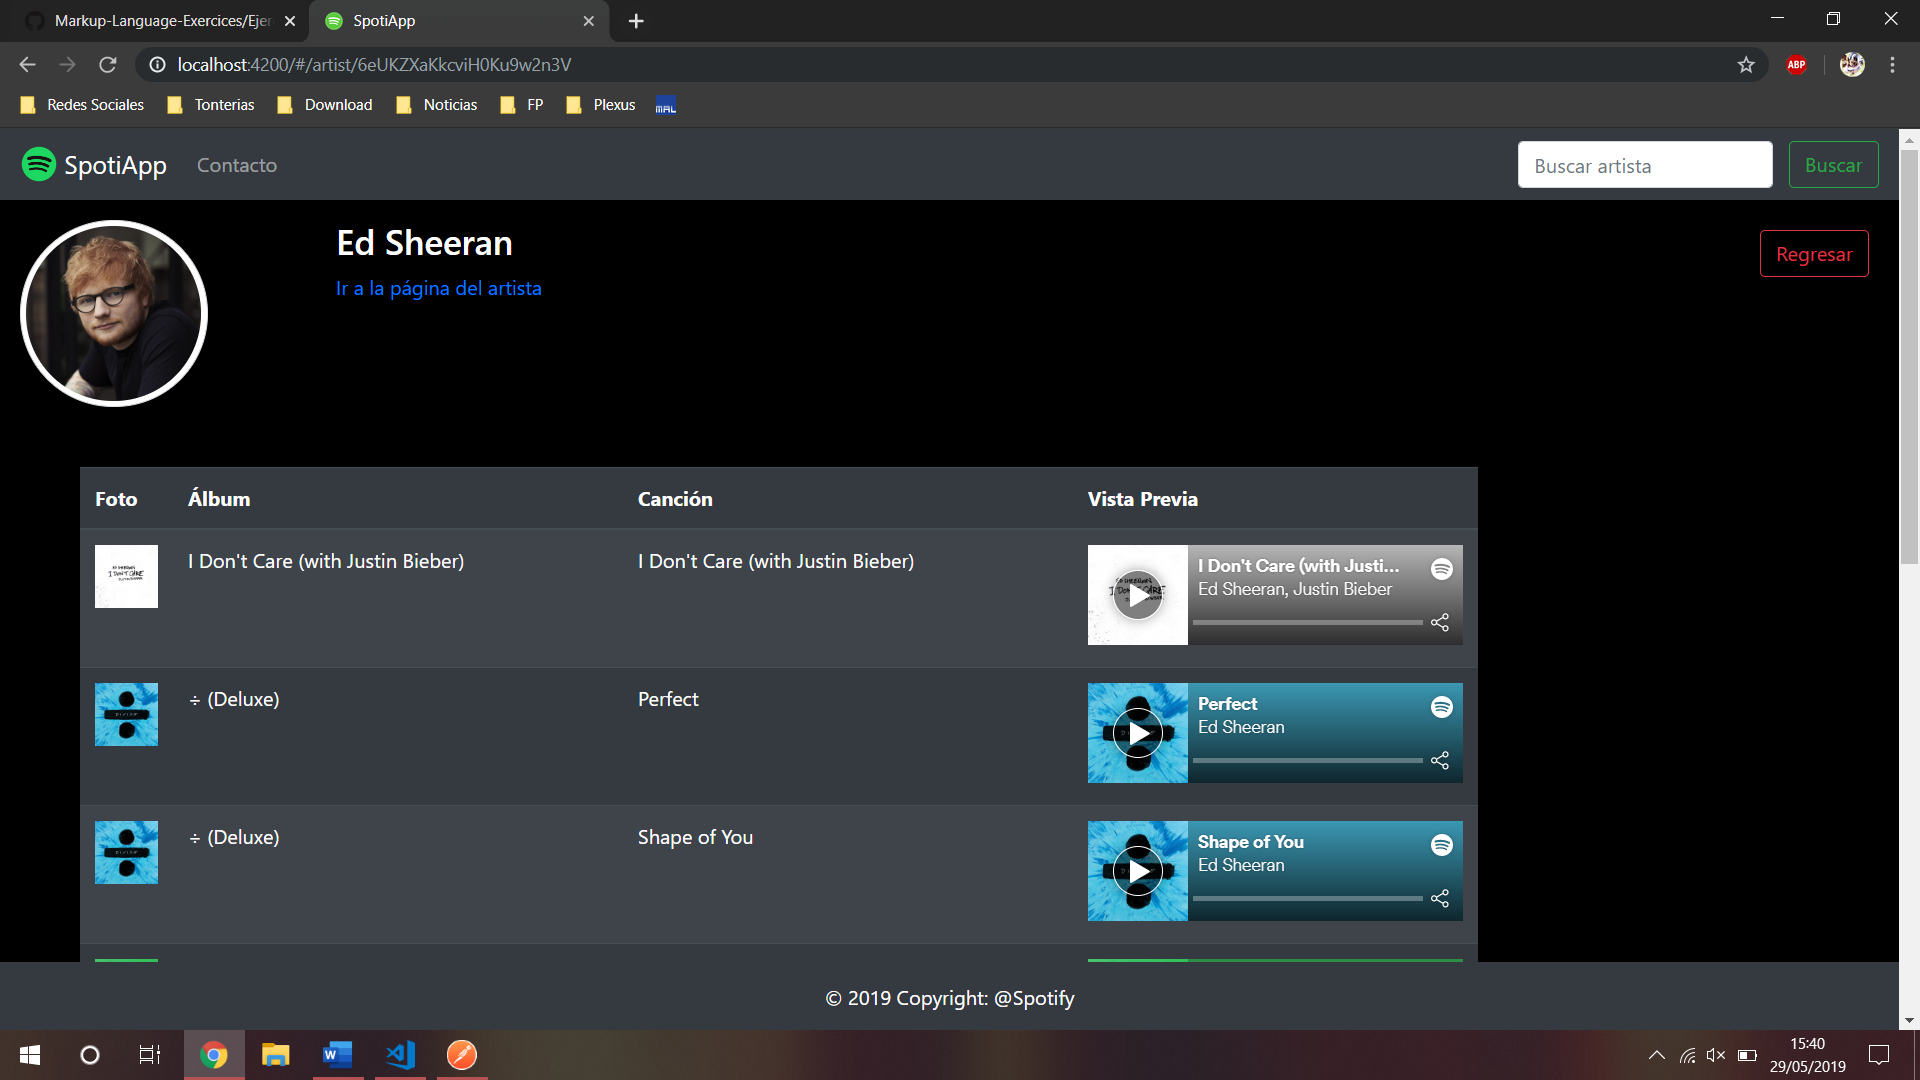 Markup-Language-Exercices/Ejer
SpotiApp
localhost:4200/#/artist/6eUKZXaKkcviH0Ku9w2n3V
ABP
Redes Sociales
Tonterias
Download
Noticias
FP
Plexus
MAL
SpotiApp
Contacto
Buscar artista
Buscar
Ed Sheeran
Ir a la página del artista
Regresar
Foto
Álbum
Canción
Vista Previa
I Don't Care (with Justin Bieber)
I Don't Care (with Justin Bieber)
I Don't Care (with Justi...
Ed Sheeran, Justin Bieber
÷ (Deluxe)
Perfect
Perfect
Ed Sheeran
÷ (Deluxe)
Shape of You
Shape of You
Ed Sheeran
© 2019 Copyright: @Spotify
15:40
29/05/2019